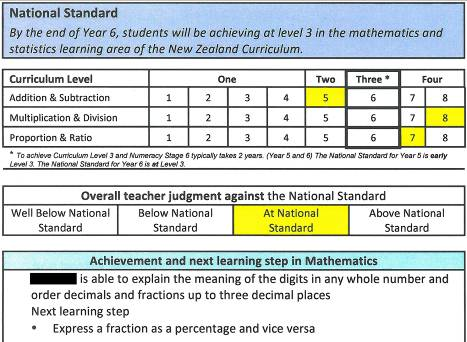 National Standard
By the end of Year 6, students will be achieving at level 3 in the mathematics and
statistics learning area of the New Zealand Curriculum.
Curriculum Level One Two Three * Four
Addition & Subtraction 1 2 3 4 5 6 7 8
Multiplication & Division 1 2 3 4 5 6 7 8
Proportion & Ratio 1 2 3 4 5 6 7 8
* To achieve Curriculum Level 3 and Numeracy Stage 6 typically takes 2 years. (Year 5 and 6) The National Standard for Year 5 is early
Level 3. The National Standard for Year 6 is at Level 3.
Overall teacher judgment against the National Standard
Well Below National Below National At National Above National
Standard Standard Standard Standard
Achievement and next learning step in Mathematics
is able to explain the meaning of the digits in any whole number and
order decimals and fractions up to three decimal places
Next learning step
• Express a fraction as a percentage and vice versa